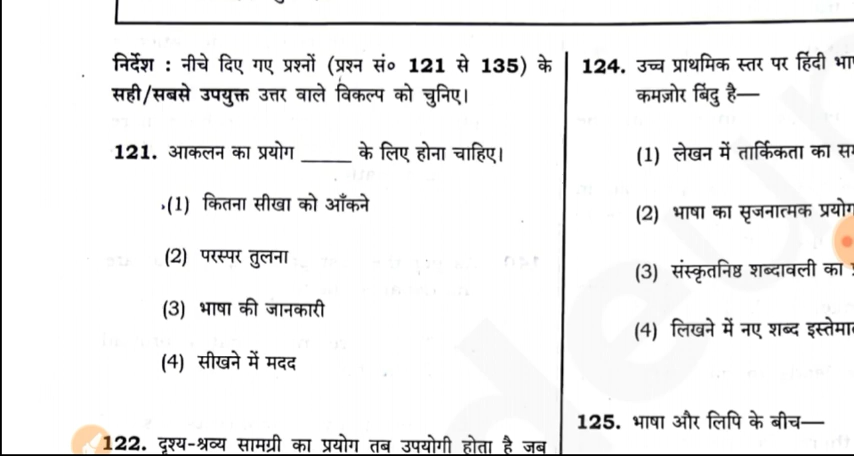 निर्देश : नीचे दिए गए प्रश्नों (प्रश्न सं० 121 से 135) के
सही/सबसे उपयुक्त उत्तर वाले विकल्प को चुनिए।
121. आकलन का प्रयोग ______ के लिए होना चाहिए।
(1) कितना सीखा को आँकने
(2) परस्पर तुलना
(3) भाषा की जानकारी
(4) सीखने में मदद
122. दृश्य-श्रव्य सामग्री का प्रयोग तब उपयोगी होता है जब
124. उच्च प्राथमिक स्तर पर हिंदी
कमज़ोर बिंदु है—
(1) लेखन में तार्किकता का
(2) भाषा का सृजनात्मक
(3) संस्कृतनिष्ठ शब्दावली का
(4) लिखने में नए शब्द
125. भाषा और लिपि के बीच—